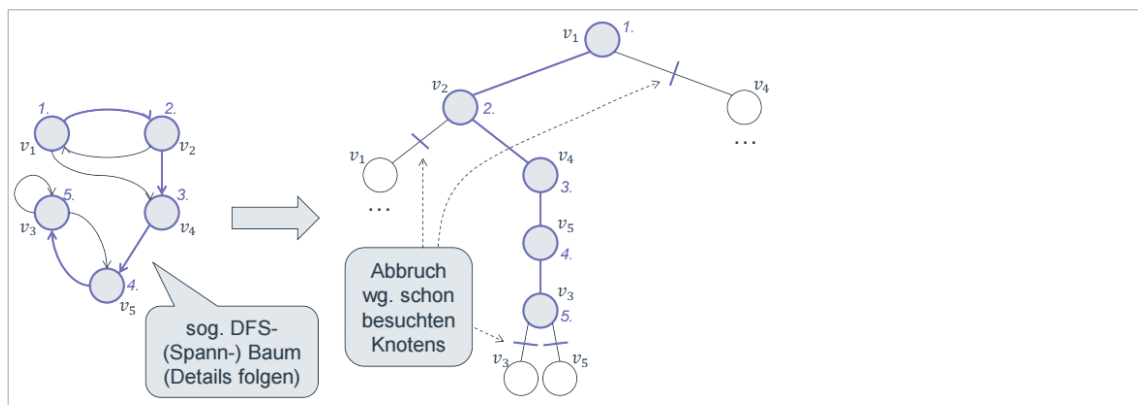 1.
2.
v₁
v₂
5.
3.
v₃
v₄
4.
v₅
sog. DFS-
(Spann-) Baum
(Details folgen)
v₁
1.
v₂
2.
v₄
...
v₁
...
v₄
3.
v₅
4.
v₃
5.
v₃
v₅
Abbruch
wg. schon
besuchten
Knotens